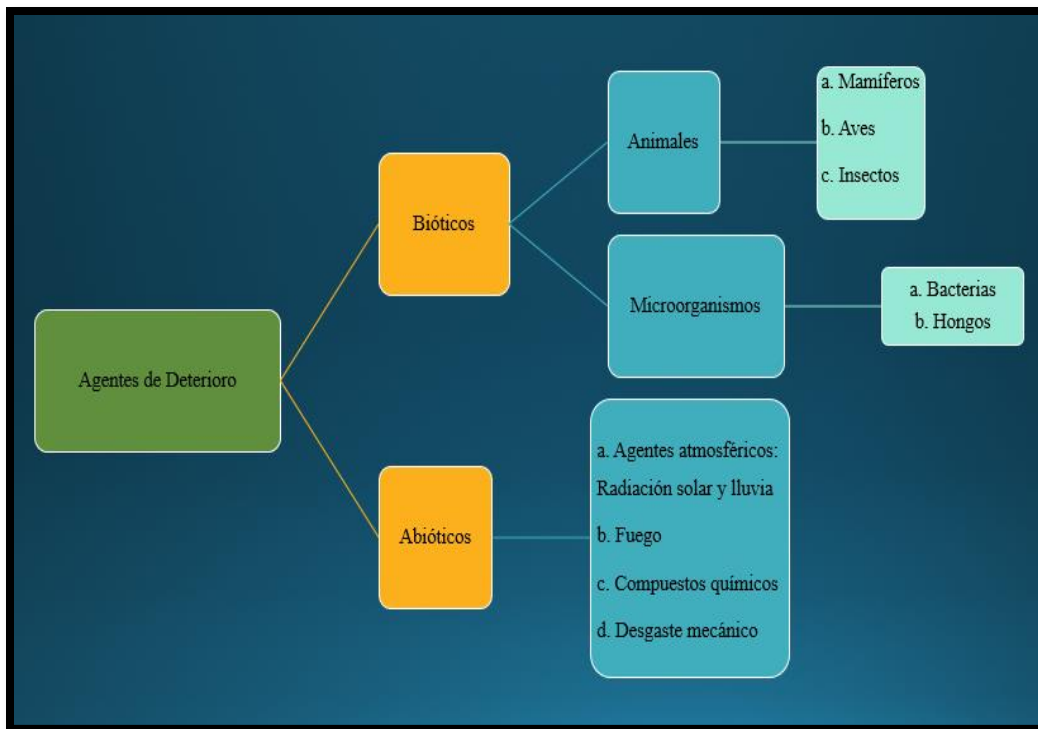 Agentes de Deterioro
Bióticos
Animales
a. Mamíferos
b. Aves
c. Insectos
Microorganismos
a. Bacterias
b. Hongos
Abióticos
a. Agentes atmosféricos:
Radiación solar y lluvia
b. Fuego
c. Compuestos químicos
d. Desgaste mecánico